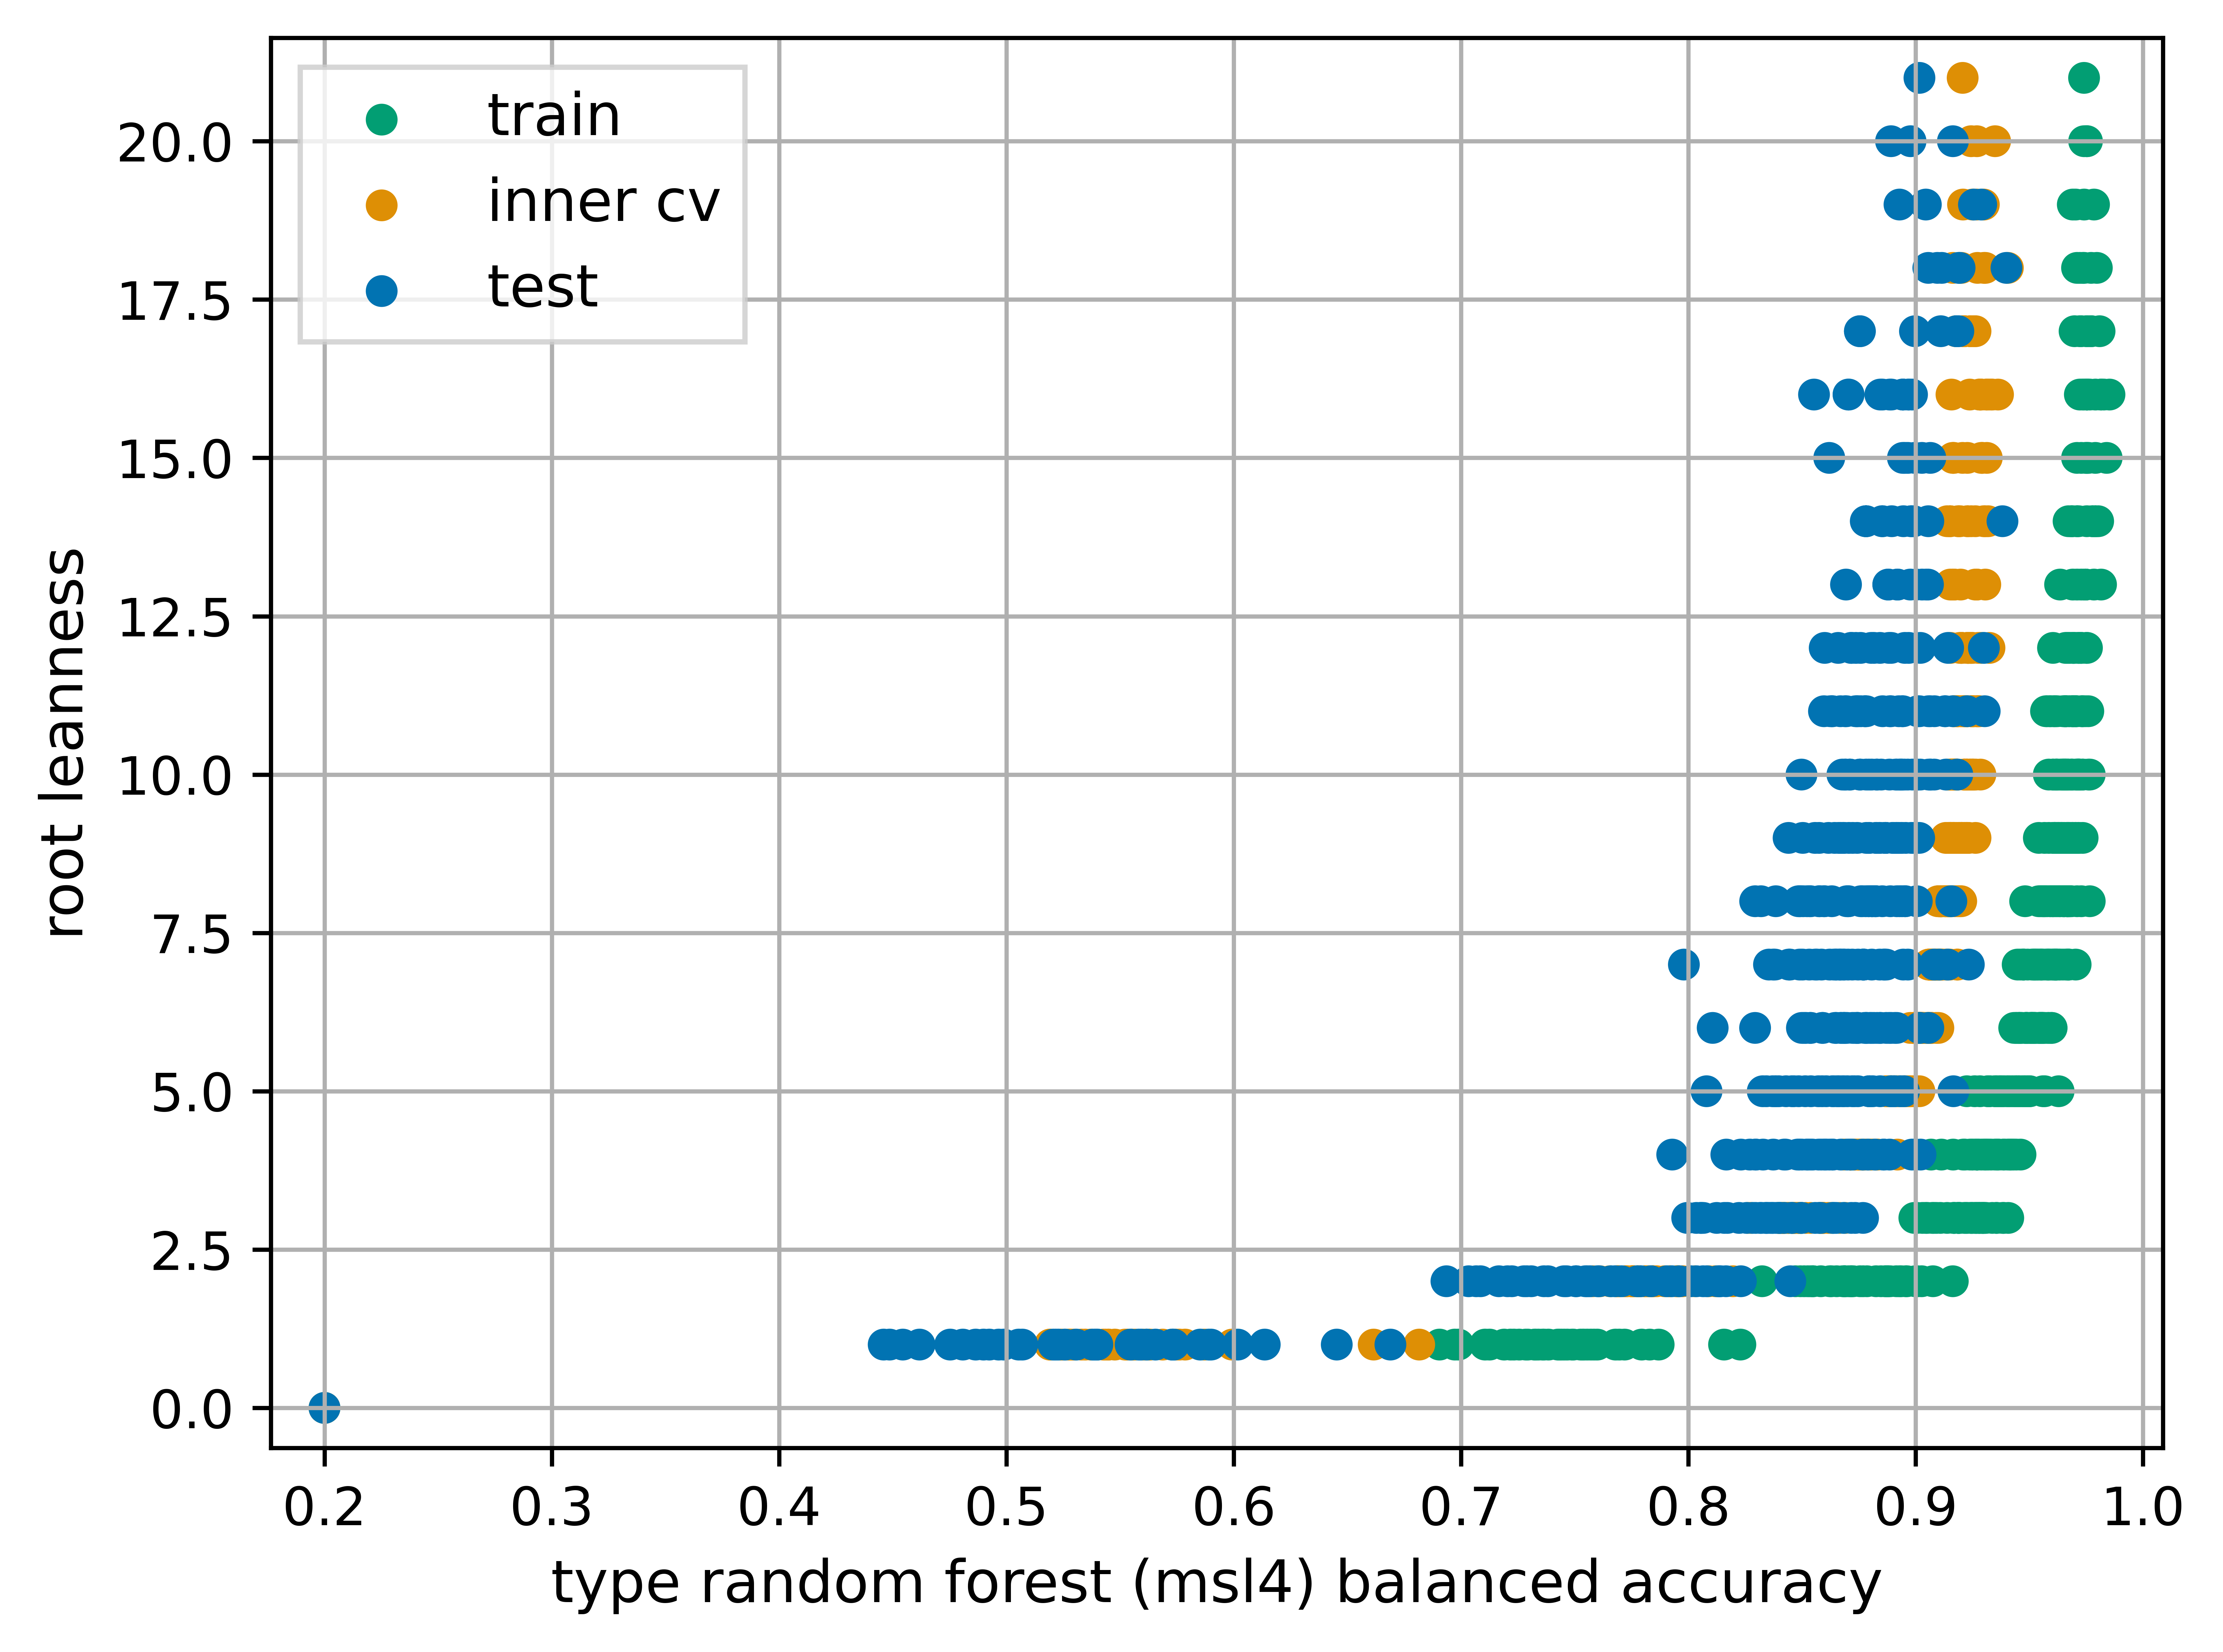 train
inner cv
test
20.0
17.5
15.0
12.5
10.0
7.5
5.0
2.5
0.0
root leanness
0.2 0.3 0.4 0.5 0.6 0.7 0.8 0.9 1.0
type random forest (msl4) balanced accuracy